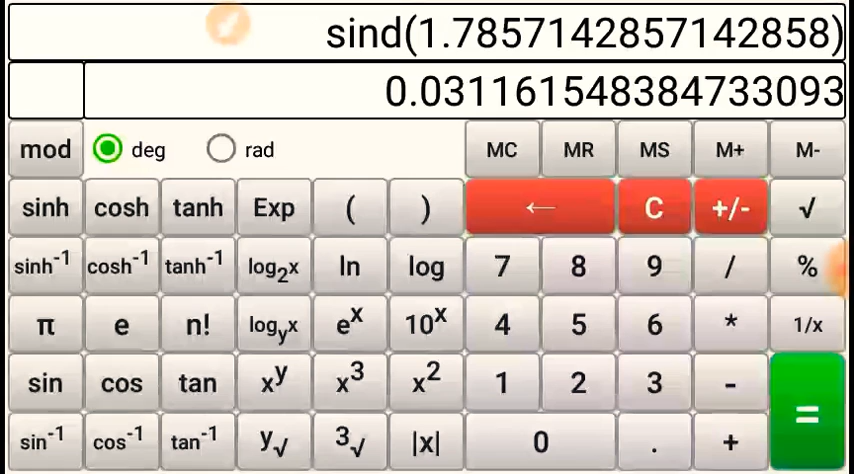 sind(1.7857142857142858)
0.031161548384733093
mod deg rad MC MR MS M+ M-
sinh cosh tanh Exp ( ) ← C +/- √
sinh⁻¹ cosh⁻¹ tanh⁻¹ log₂x ln log 7 8 9 / %
π e n! logᵧx eˣ 10ˣ 4 5 6 * 1/x
sin cos tan xʸ x³ x² 1 2 3 - =
sin⁻¹ cos⁻¹ tan⁻¹ ʸ√ ³√ |x| 0 . +